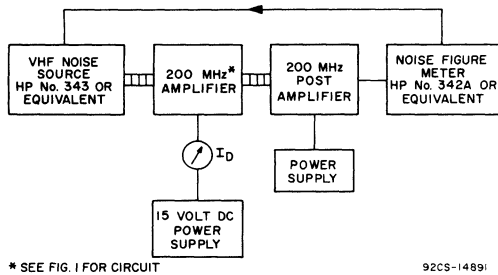 VHF NOISE
SOURCE
HP No. 343 OR
EQUIVALENT
200 MHz*
AMPLIFIER
200 MHz
POST
AMPLIFIER
NOISE FIGURE
METER
HP No. 342A OR
EQUIVALENT
ID
POWER
SUPPLY
15 VOLT DC
POWER
SUPPLY
* SEE FIG. 1 FOR CIRCUIT
92CS-14891